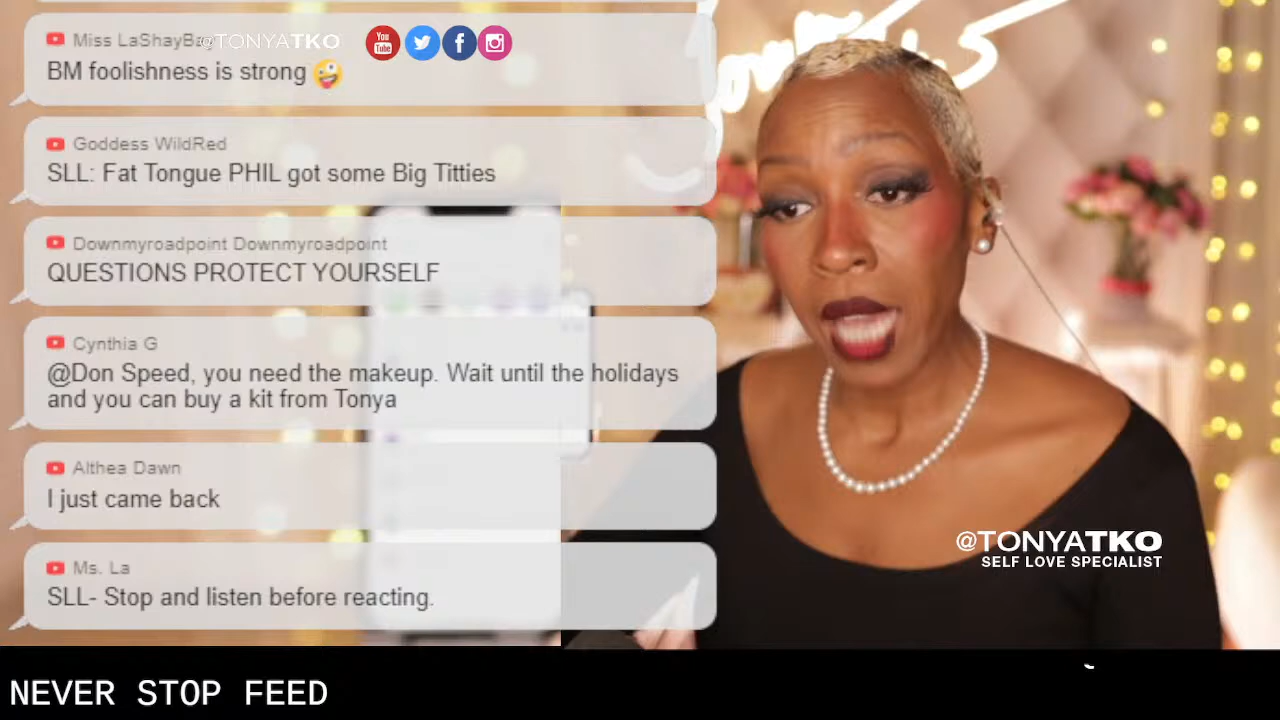 Miss LaShayBa
@TONYATKO
You
Tube
BM foolishness is strong 🤪
Goddess WildRed
SLL: Fat Tongue PHIL got some Big Titties
Downmyroadpoint Downmyroadpoint
QUESTIONS PROTECT YOURSELF
Cynthia G
@Don Speed, you need the makeup. Wait until the holidays
and you can buy a kit from Tonya
Althea Dawn
I just came back
Ms. La
SLL- Stop and listen before reacting.
@TONYATKO
SELF LOVE SPECIALIST
NEVER STOP FEED